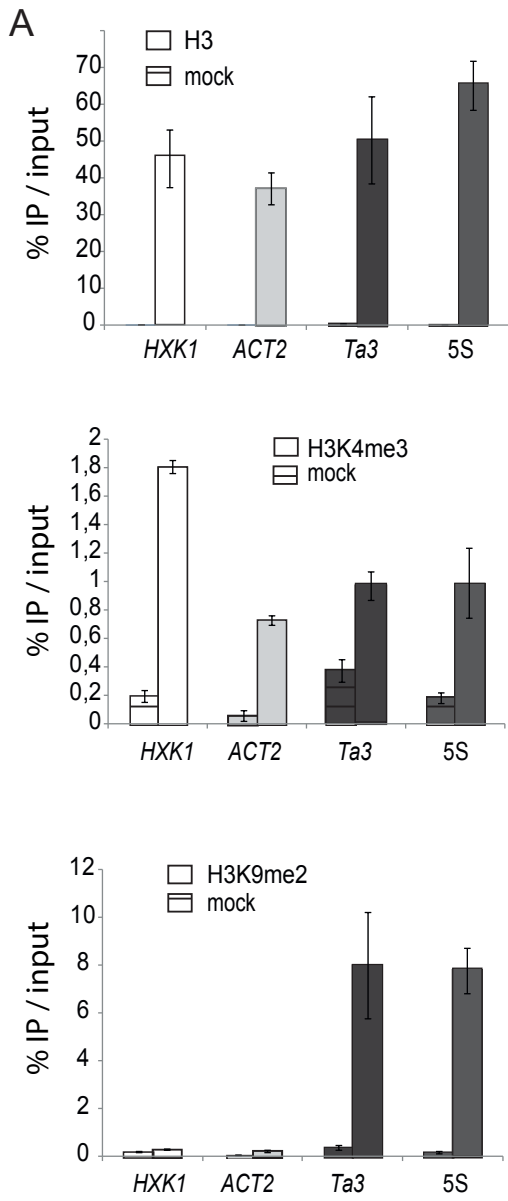 A
H3
mock
% IP / input
70
60
50
40
30
20
10
0
HXK1 ACT2 Ta3 5S
H3K4me3
mock
% IP / input
2
1,8
1,6
1,4
1,2
1
0,8
0,6
0,4
0,2
0
HXK1 ACT2 Ta3 5S
H3K9me2
mock
% IP / input
12
10
8
6
4
2
0
HXK1 ACT2 Ta3 5S